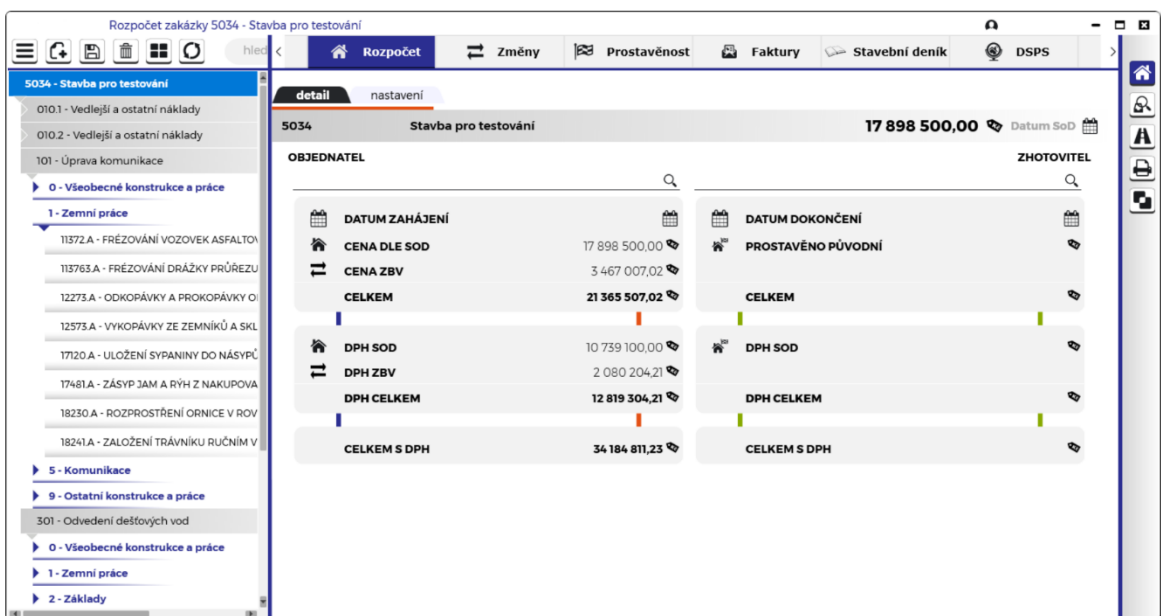 Rozpočet zakázky 5034 - Stavba pro testování
hled
Rozpočet
Změny
Prostavěnost
Faktury
Stavební deník
DSPS
5034 - Stavba pro testování
010.1 - Vedlejší a ostatní náklady
010.2 - Vedlejší a ostatní náklady
101 - Úprava komunikace
0 - Všeobecné konstrukce a práce
1 - Zemní práce
11372.A - FRÉZOVÁNÍ VOZOVEK ASFALTOV
113763.A - FRÉZOVÁNÍ DRÁŽKY PRŮŘEZU
12273.A - ODKOPÁVKY A PROKOPÁVKY O
12573.A - VYKOPÁVKY ZE ZEMNÍKŮ A SKL
17120.A - ULOŽENÍ SYPANINY DO NÁSYPŮ
17481.A - ZÁSYP JAM A RÝH Z NAKUPOVA
18230.A - ROZPROSTŘENÍ ORNICE V ROV
18241.A - ZALOŽENÍ TRÁVNÍKU RUČNÍM V
5 - Komunikace
9 - Ostatní konstrukce a práce
301 - Odvedení dešťových vod
0 - Všeobecné konstrukce a práce
1 - Zemní práce
2 - Základy
detail nastavení
5034 Stavba pro testování 17 898 500,00 Datum SoD
OBJEDNATEL ZHOTOVITEL
DATUM ZAHÁJENÍ
CENA DLE SOD 17 898 500,00
CENA ZBV 3 467 007,02
CELKEM 21 365 507,02
DPH SOD 10 739 100,00
DPH ZBV 2 080 204,21
DPH CELKEM 12 819 304,21
CELKEM S DPH 34 184 811,23
DATUM DOKONČENÍ
PROSTAVĚNO PŮVODNÍ
CELKEM
DPH SOD
DPH CELKEM
CELKEM S DPH